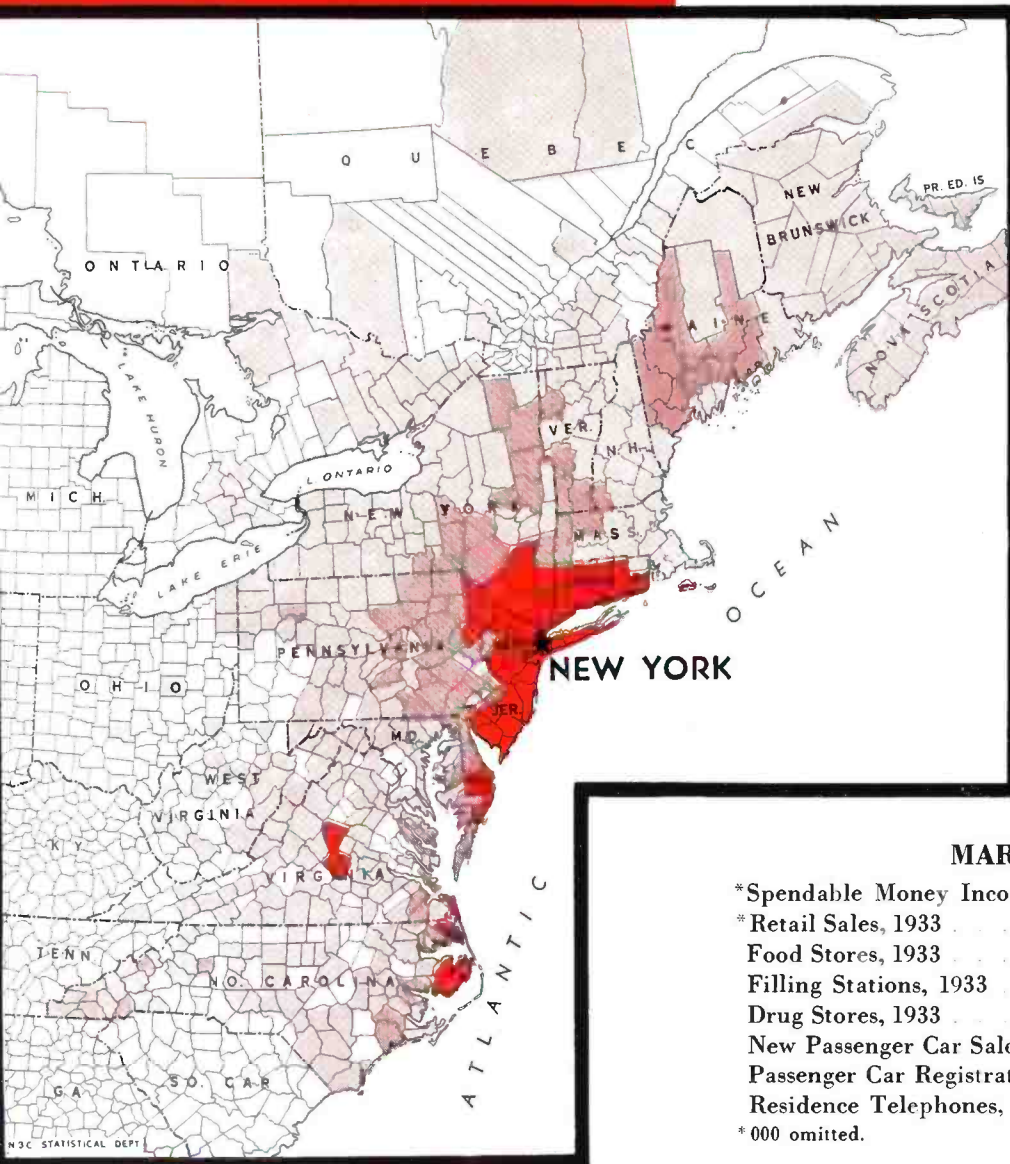 QUEBEC
NEW
BRUNSWICK
PR. ED. IS
ONTARIO
NOVA SCOTIA
MAINE
LAKE HURON
VER.
N.H.
L. ONTARIO
MICH.
NEW YORK
MASS.
LAKE ERIE
OCEAN
PENNSYLVANIA
NEW YORK
OHIO
JER.
MD.
WEST
VIRGINIA
KY
VIRGINIA
ATLANTIC
TENN.
NO. CAROLINA
SO. CAR
GA
NBC STATISTICAL DEPT.
MAR
*Spendable Money Inco
*Retail Sales, 1933
Food Stores, 1933
Filling Stations, 1933
Drug Stores, 1933
New Passenger Car Sale
Passenger Car Registrat
Residence Telephones,
*000 omitted.